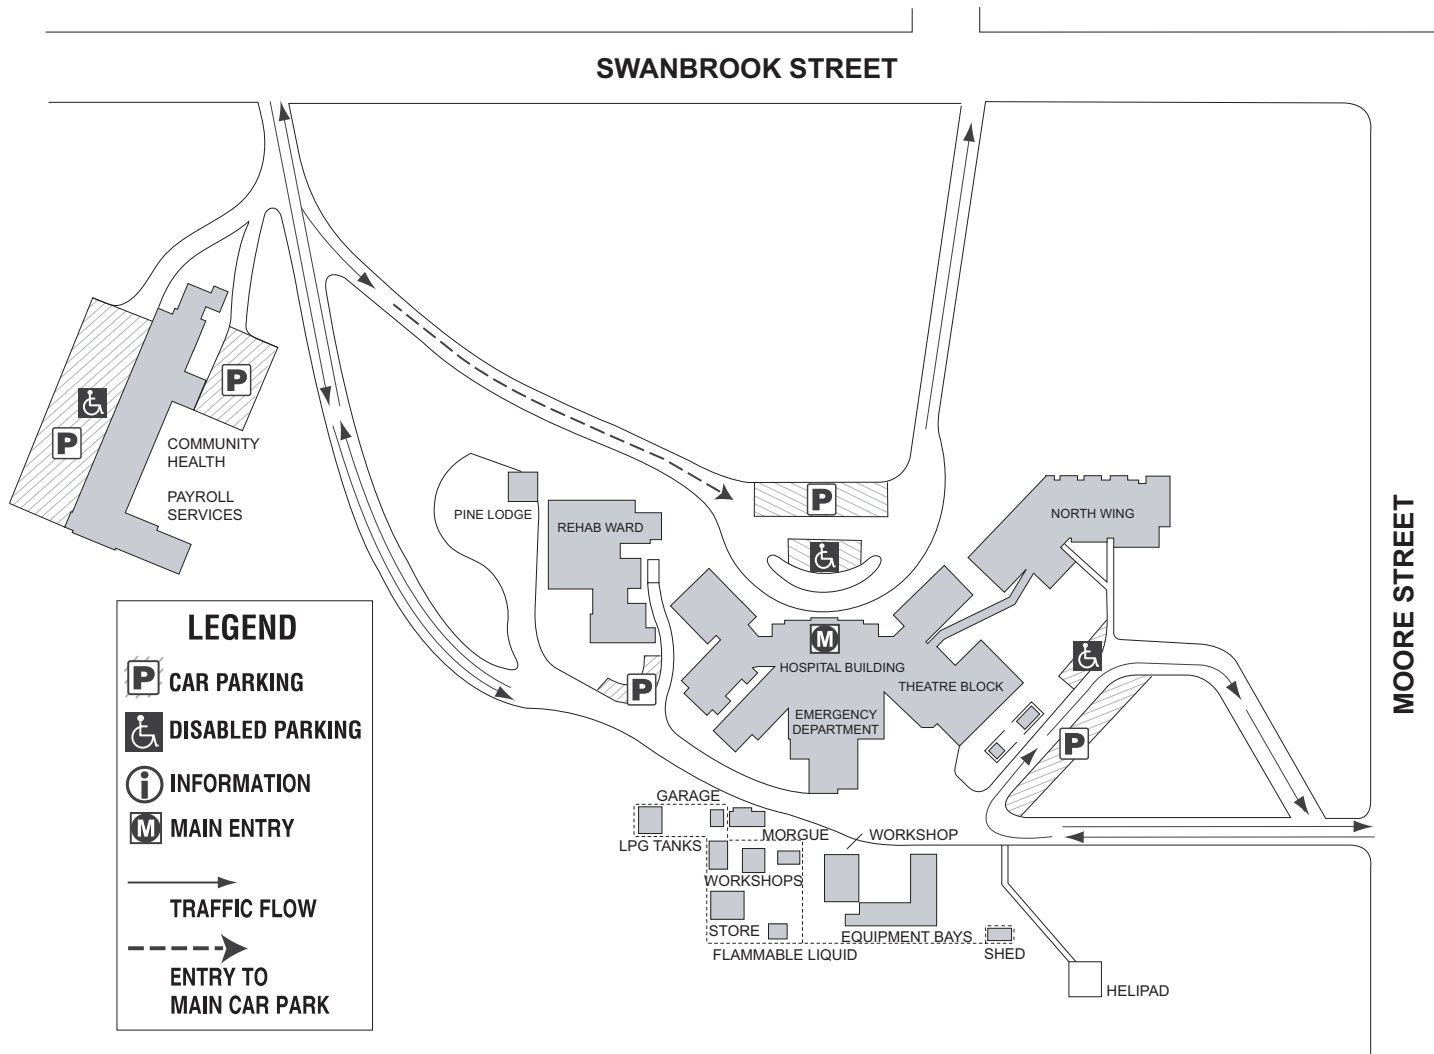 SWANBROOK STREET
MOORE STREET
P
P
COMMUNITY
HEALTH
PAYROLL
SERVICES
PINE LODGE
REHAB WARD
P
NORTH WING
M
HOSPITAL BUILDING
THEATRE BLOCK
EMERGENCY
DEPARTMENT
P
P
GARAGE
LPG TANKS
MORGUE
WORKSHOP
WORKSHOPS
STORE
EQUIPMENT BAYS
FLAMMABLE LIQUID
SHED
HELIPAD
LEGEND
P CAR PARKING
DISABLED PARKING
i INFORMATION
M MAIN ENTRY
TRAFFIC FLOW
ENTRY TO
MAIN CAR PARK